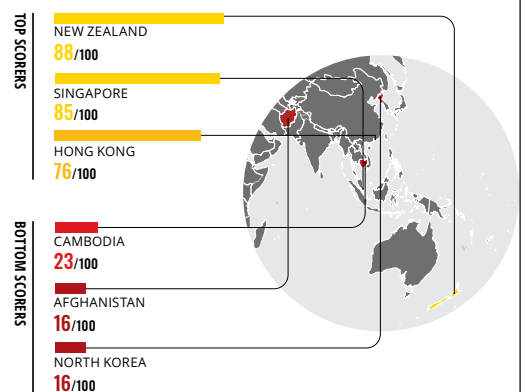 TOP SCORERS
NEW ZEALAND
88/100
SINGAPORE
85/100
HONG KONG
76/100
BOTTOM SCORERS
CAMBODIA
23/100
AFGHANISTAN
16/100
NORTH KOREA
16/100